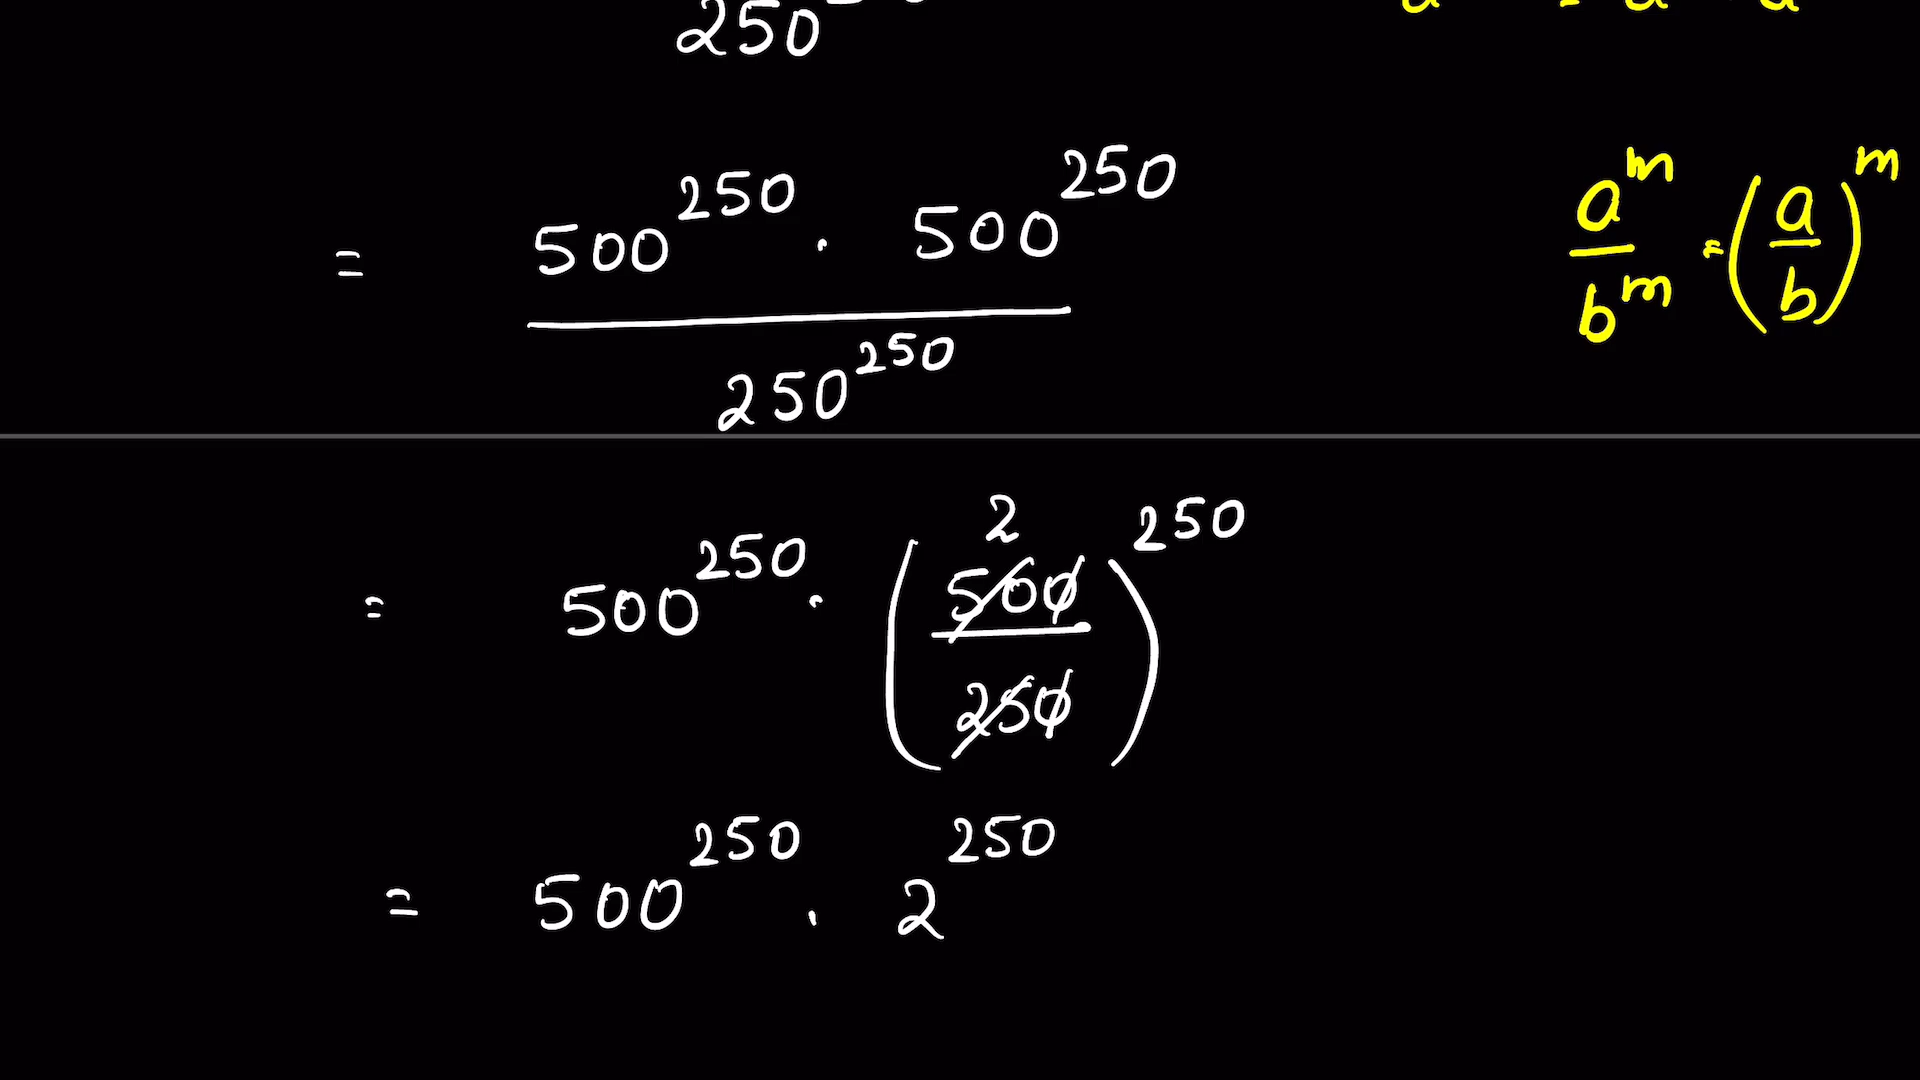 250
= 500^250 . 500^250 / 250^250
a^m / b^m = (a/b)^m
= 500^250 . (500/250)^250
2
= 500^250 . 2^250